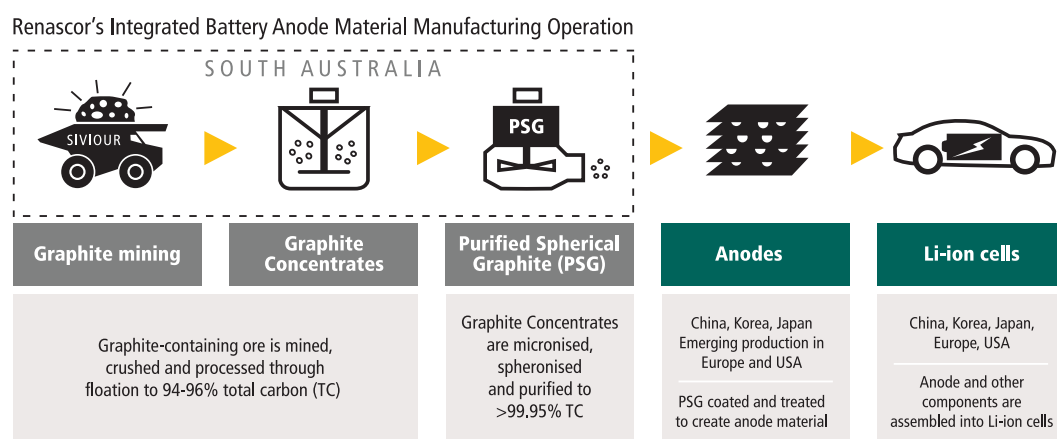 Renascor's Integrated Battery Anode Material Manufacturing Operation
SOUTH AUSTRALIA
SIVIOUR
PSG
Graphite mining
Graphite
Concentrates
Purified Spherical
Graphite (PSG)
Anodes
Li-ion cells
Graphite-containing ore is mined,
crushed and processed through
floation to 94-96% total carbon (TC)
Graphite Concentrates
are micronised,
spheronised
and purified to
>99.95% TC
China, Korea, Japan
Emerging production in
Europe and USA
PSG coated and treated
to create anode material
China, Korea, Japan,
Europe, USA
Anode and other
components are
assembled into Li-ion cells